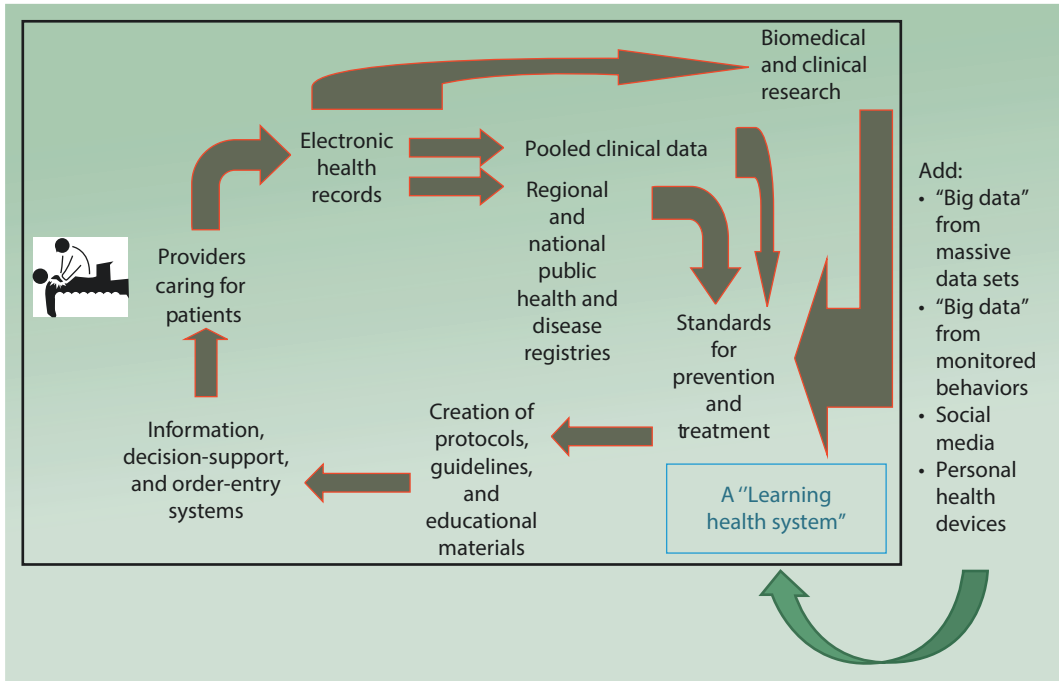 Biomedical
and clinical
research
Electronic
health
records
Pooled clinical data
Regional
and
national
public
health and
disease
registries
Providers
caring for
patients
Standards
for
prevention
and
treatment
Creation of
protocols,
guidelines,
and
educational
materials
Information,
decision-support,
and order-entry
systems
A ‘‘Learning
health system”
Add:
• “Big data”
from
massive
data sets
• “Big data”
from
monitored
behaviors
• Social
media
• Personal
health
devices